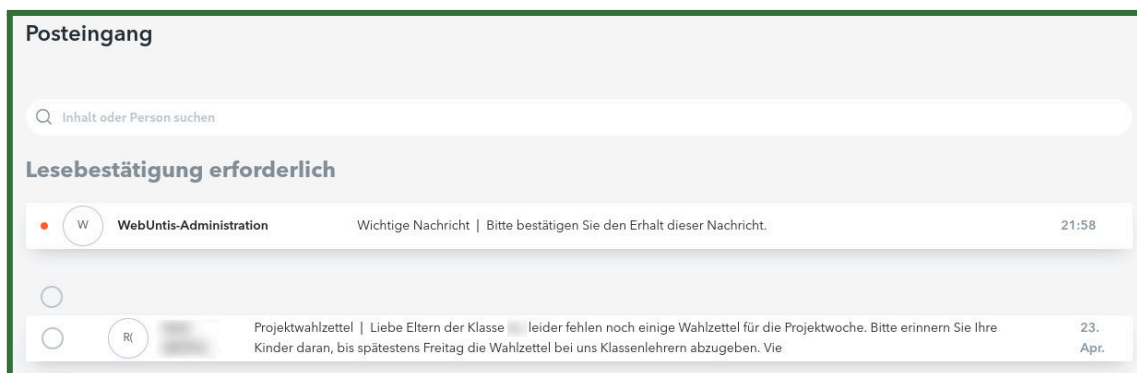 Posteingang
Inhalt oder Person suchen
Lesebestätigung erforderlich
W WebUntis-Administration Wichtige Nachricht | Bitte bestätigen Sie den Erhalt dieser Nachricht. 21:58
R( Projektwahlzettel | Liebe Eltern der Klasse leider fehlen noch einige Wahlzettel für die Projektwoche. Bitte erinnern Sie Ihre 23.
Kinder daran, bis spätestens Freitag die Wahlzettel bei uns Klassenlehrern abzugeben. Vie Apr.